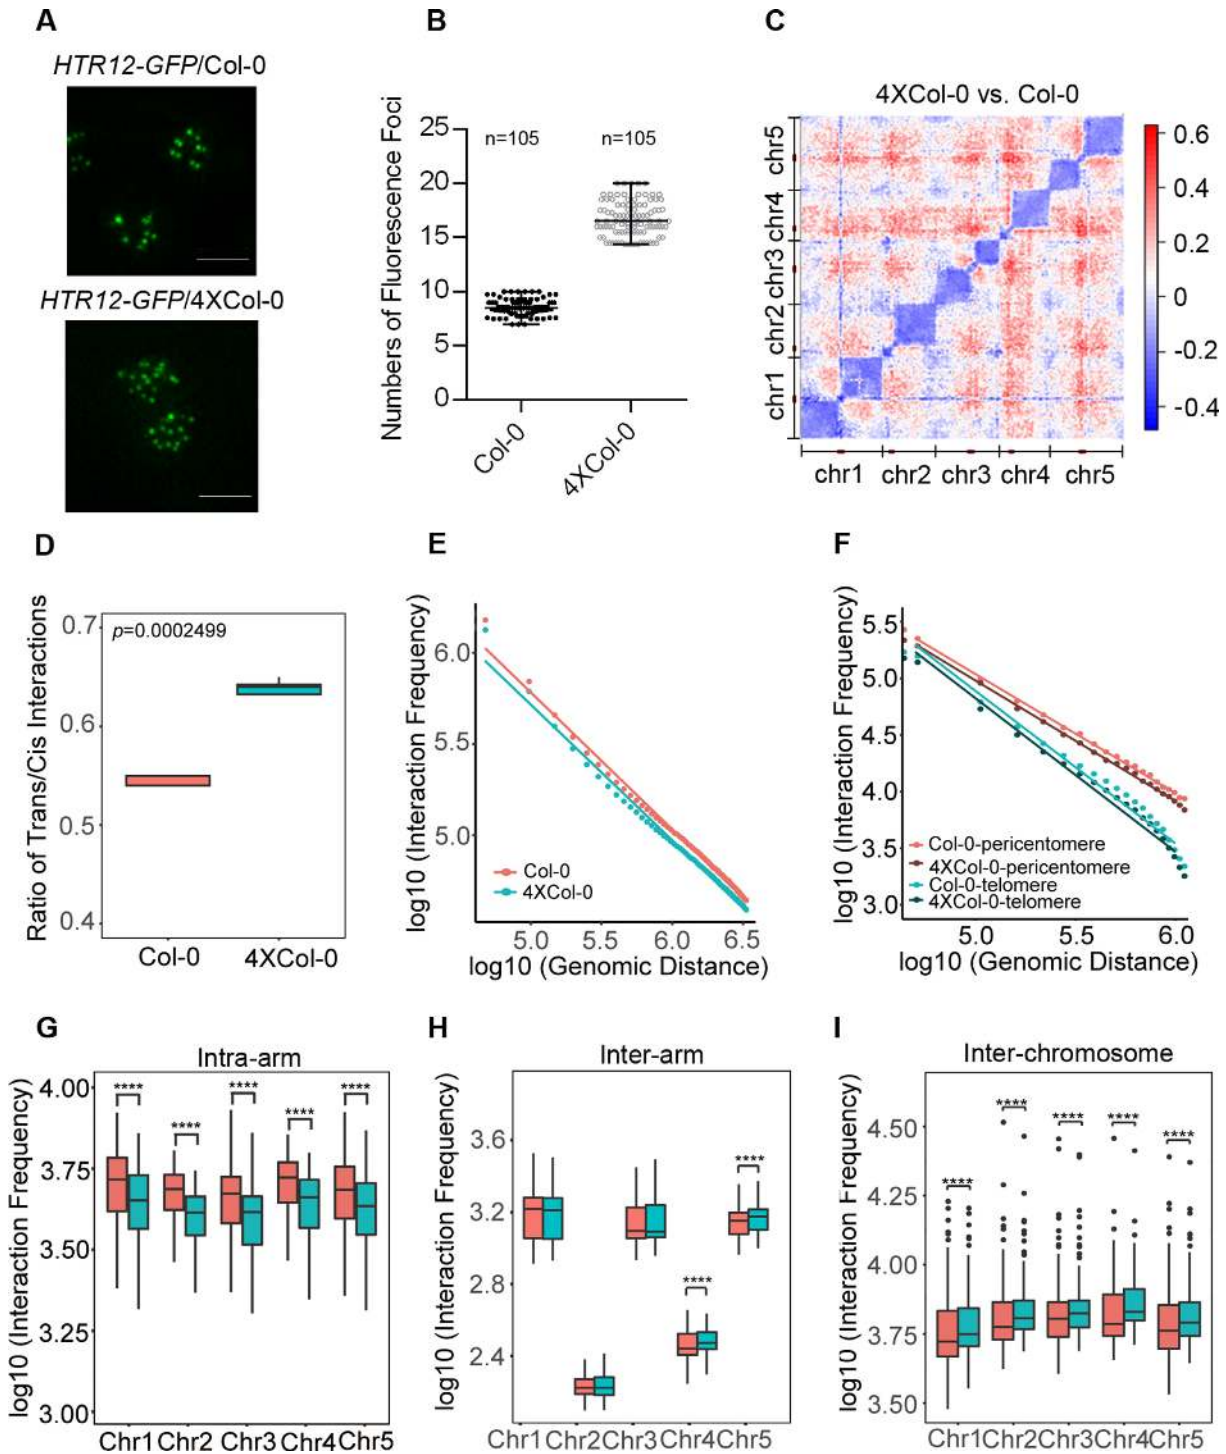 A
HTR12-GFP/Col-0
HTR12-GFP/4XCol-0
B
Numbers of Fluorescence Foci
25
20
15
10
5
0
n=105
n=105
Col-0
4XCol-0
C
4XCol-0 vs. Col-0
chr5
chr4
chr3
chr2
chr1
chr1
chr2
chr3
chr4
chr5
0.6
0.4
0.2
0
-0.2
-0.4
D
Ratio of Trans/Cis Interactions
p=0.0002499
0.7
0.6
0.5
0.4
Col-0
4XCol-0
E
log10 (Interaction Frequency)
6.0
5.5
5.0
Col-0
4XCol-0
5.0
5.5
6.0
6.5
log10 (Genomic Distance)
F
log10 (Interaction Frequency)
5.5
5.0
4.5
4.0
3.5
3.0
Col-0-pericentomere
4XCol-0-pericentomere
Col-0-telomere
4XCol-0-telomere
5.0
5.5
6.0
log10 (Genomic Distance)
G
Intra-arm
log10 (Interaction Frequency)
4.00
3.75
3.50
3.25
3.00
****
****
****
****
****
Chr1
Chr2
Chr3
Chr4
Chr5
H
Inter-arm
log10 (Interaction Frequency)
3.6
3.2
2.8
2.4
****
****
Chr1
Chr2
Chr3
Chr4
Chr5
I
Inter-chromosome
log10 (Interaction Frequency)
4.50
4.25
4.00
3.75
3.50
****
****
****
****
****
Chr1
Chr2
Chr3
Chr4
Chr5